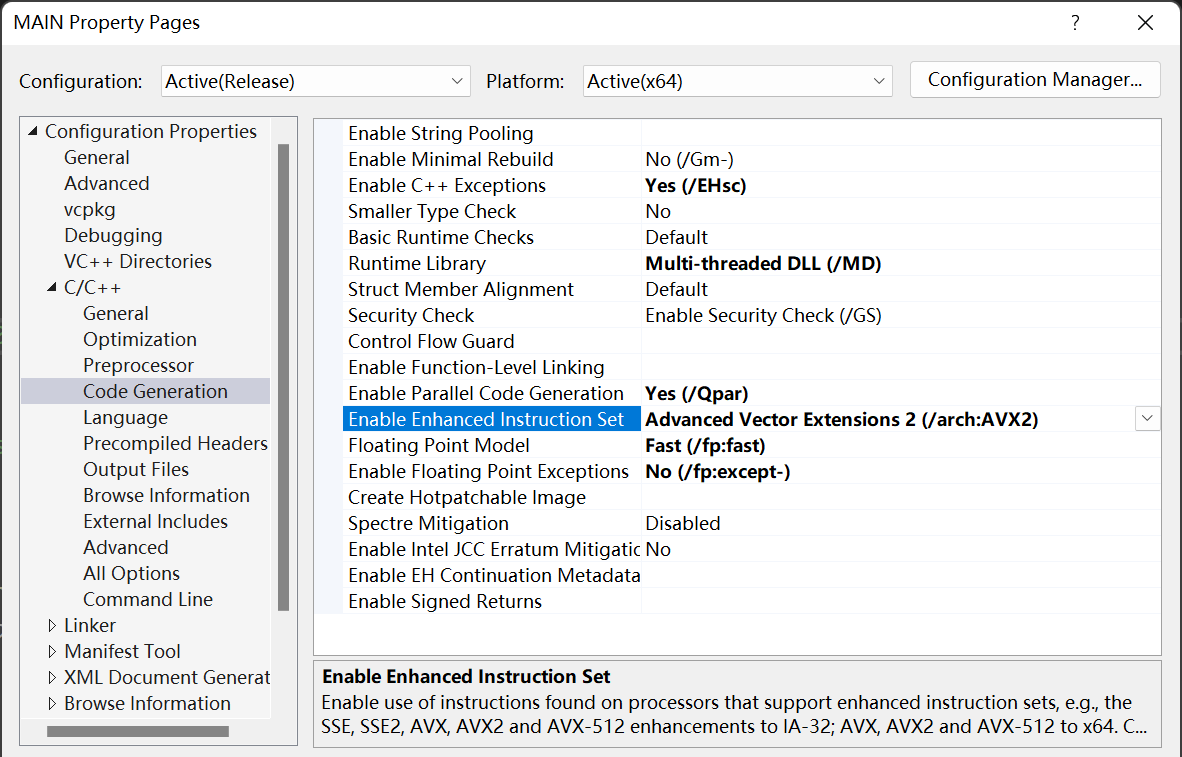 MAIN Property Pages
?
Configuration: Active(Release) Platform: Active(x64) Configuration Manager...
Configuration Properties
General
Advanced
vcpkg
Debugging
VC++ Directories
C/C++
General
Optimization
Preprocessor
Code Generation
Language
Precompiled Headers
Output Files
Browse Information
External Includes
Advanced
All Options
Command Line
Linker
Manifest Tool
XML Document Generat
Browse Information
Enable String Pooling
Enable Minimal Rebuild No (/Gm-)
Enable C++ Exceptions Yes (/EHsc)
Smaller Type Check No
Basic Runtime Checks Default
Runtime Library Multi-threaded DLL (/MD)
Struct Member Alignment Default
Security Check Enable Security Check (/GS)
Control Flow Guard
Enable Function-Level Linking
Enable Parallel Code Generation Yes (/Qpar)
Enable Enhanced Instruction Set Advanced Vector Extensions 2 (/arch:AVX2)
Floating Point Model Fast (/fp:fast)
Enable Floating Point Exceptions No (/fp:except-)
Create Hotpatchable Image
Spectre Mitigation Disabled
Enable Intel JCC Erratum Mitigatic No
Enable EH Continuation Metadata
Enable Signed Returns
Enable Enhanced Instruction Set
Enable use of instructions found on processors that support enhanced instruction sets, e.g., the
SSE, SSE2, AVX, AVX2 and AVX-512 enhancements to IA-32; AVX, AVX2 and AVX-512 to x64. C...